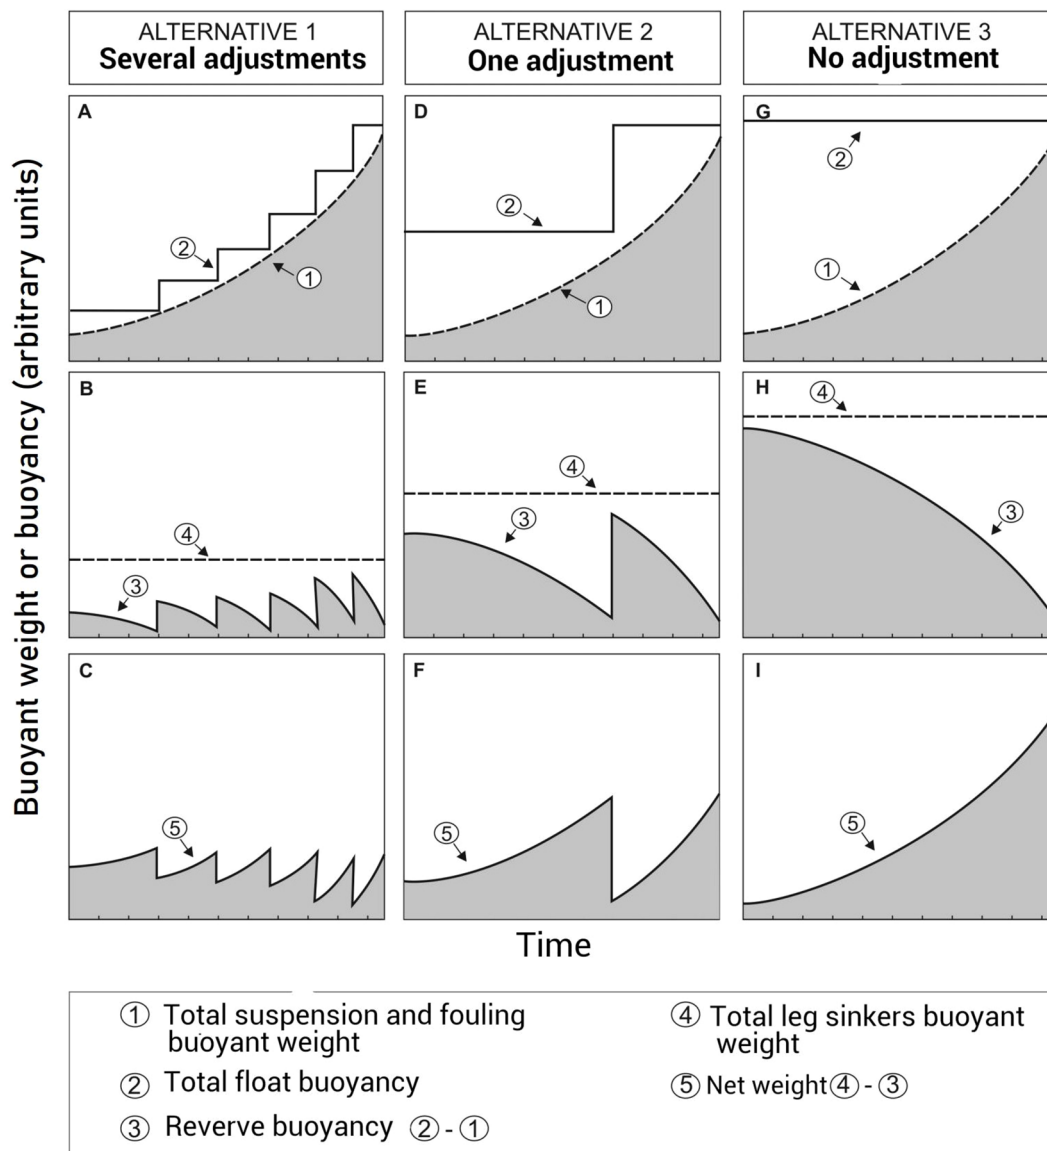 ALTERNATIVE 1
Several adjustments
ALTERNATIVE 2
One adjustment
ALTERNATIVE 3
No adjustment
Buoyant weight or buoyancy (arbitrary units)
A
②
①
D
②
①
G
②
①
B
④
③
E
④
③
H
④
③
C
⑤
F
⑤
I
⑤
Time
① Total suspension and fouling
buoyant weight
② Total float buoyancy
③ Reverve buoyancy ② - ①
④ Total leg sinkers buoyant
weight
⑤ Net weight ④ - ③